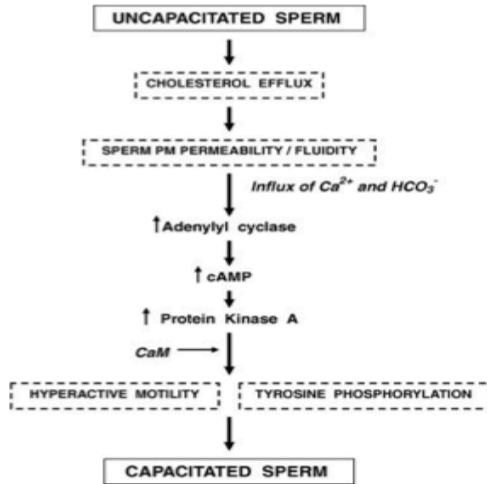 UNCAPACITATED SPERM
CHOLESTEROL EFFLUX
SPERM PM PERMEABILITY / FLUIDITY
Influx of Ca²⁺ and HCO₃⁻
↑Adenylyl cyclase
↑ cAMP
↑ Protein Kinase A
CaM
HYPERACTIVE MOTILITY TYROSINE PHOSPHORYLATION
CAPACITATED SPERM